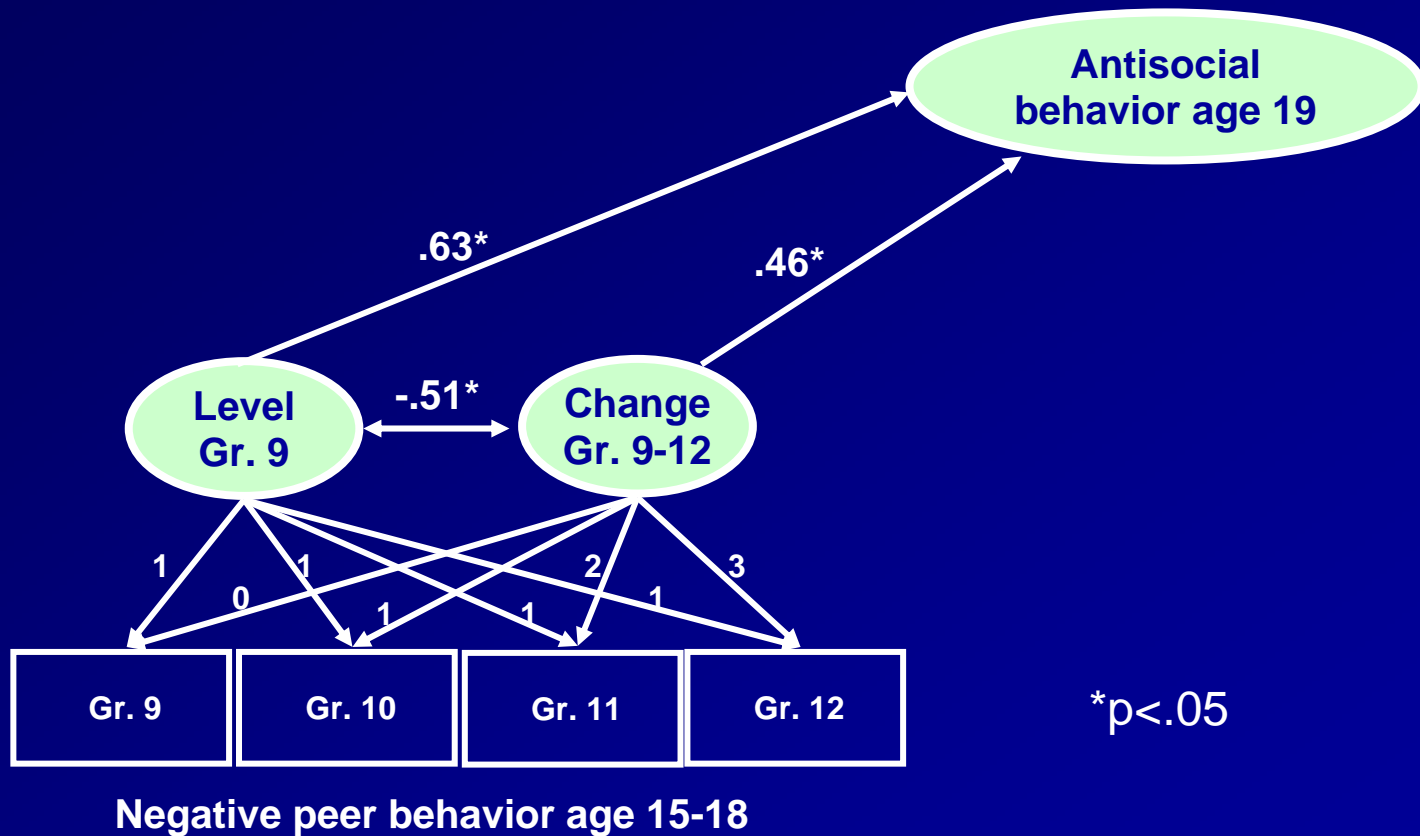 Antisocial
behavior age 19
.63*
.46*
Level
Gr. 9
-.51*
Change
Gr. 9-12
1
0
1
1
1
2
1
3
Gr. 9
Gr. 10
Gr. 11
Gr. 12
*p<.05
Negative peer behavior age 15-18